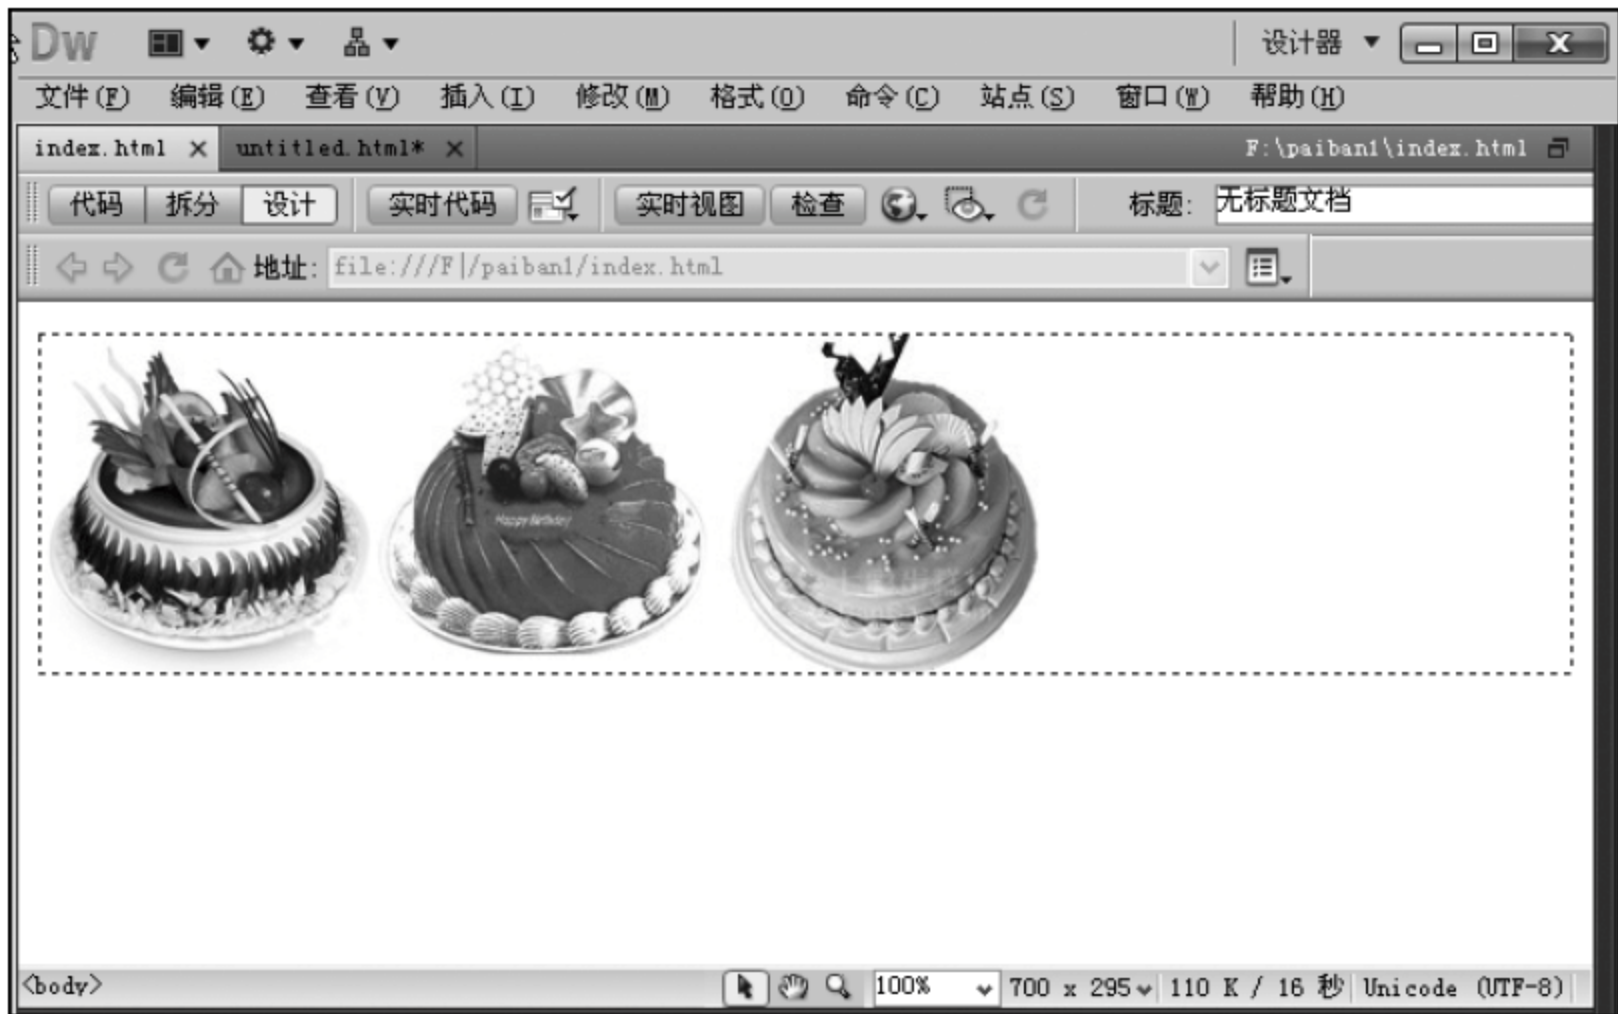 Dw 设计器
文件(F) 编辑(E) 查看(V) 插入(I) 修改(M) 格式(O) 命令(C) 站点(S) 窗口(W) 帮助(H)
index.html untitled.html* F:\paiban1\index.html
代码 拆分 设计 实时代码 实时视图 检查 标题: 无标题文档
地址: file:///F|/paiban1/index.html
Happy Birthday
<body> 100% 700 x 295 110 K / 16 秒 Unicode (UTF-8)